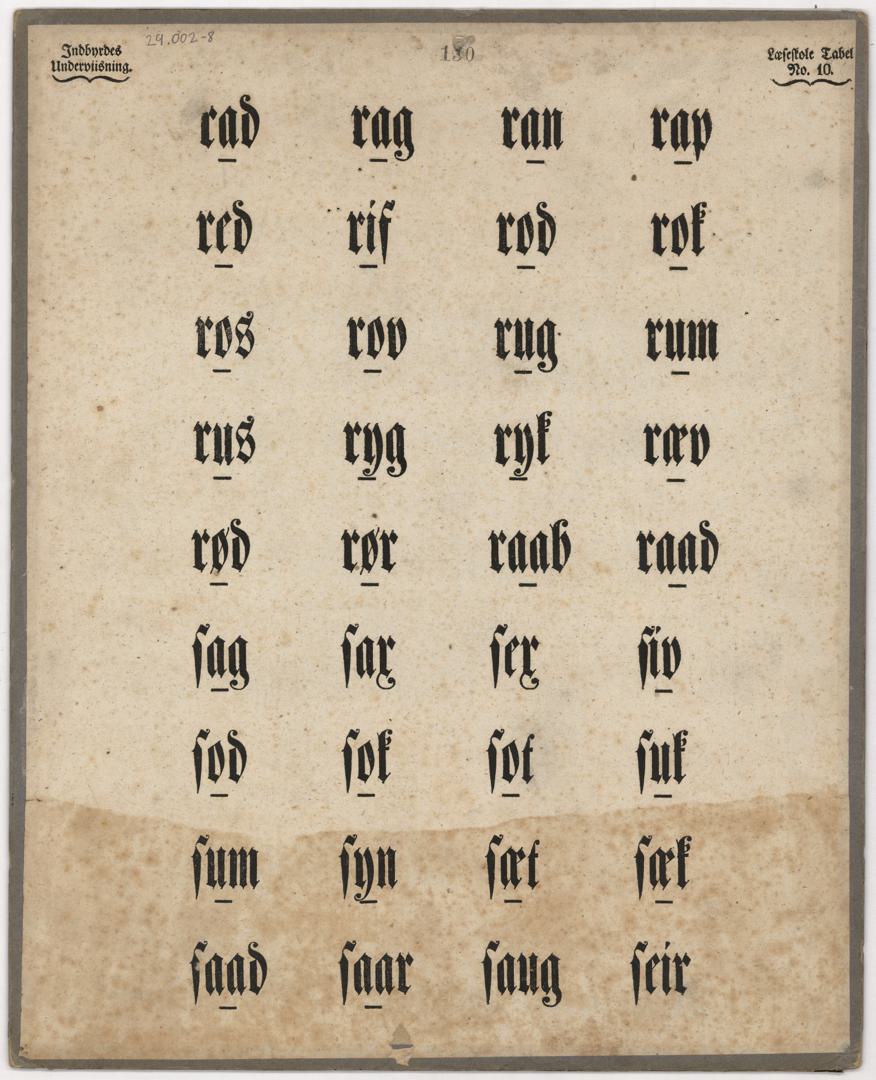 29.002-8
130
Indbyrdes
Underviisning.
Læseskole Tabel
No. 10.
rad rag ran rap
red rif rod rok
ros rov rug rum
rus ryg ryk ræv
rød rør raab raad
ſag ſax ſex ſiv
ſod ſok ſot ſuk
ſum ſyn ſæt ſæk
ſaad ſaar ſaug ſeir